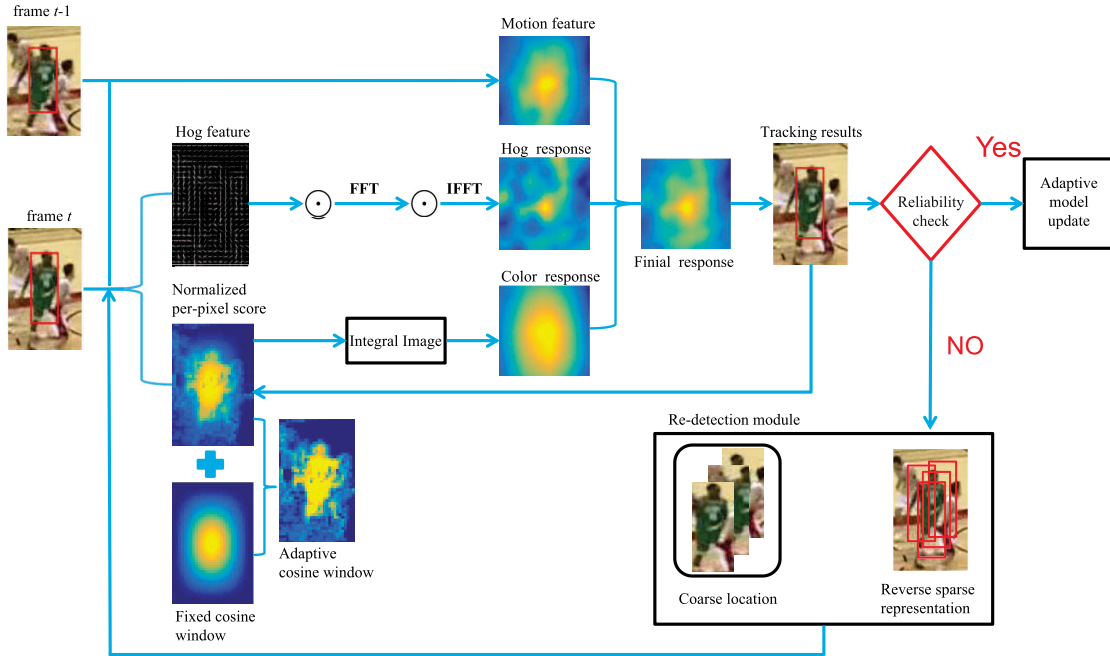 frame t-1
Motion feature
Hog feature
Hog response
Tracking results
Yes
FFT
IFFT
Reliability
check
Adaptive
model
update
frame t
Finial response
Normalized
per-pixel score
Color response
Integral Image
NO
Re-detection module
Adaptive
cosine window
Fixed cosine
window
Coarse location
Reverse sparse
representation